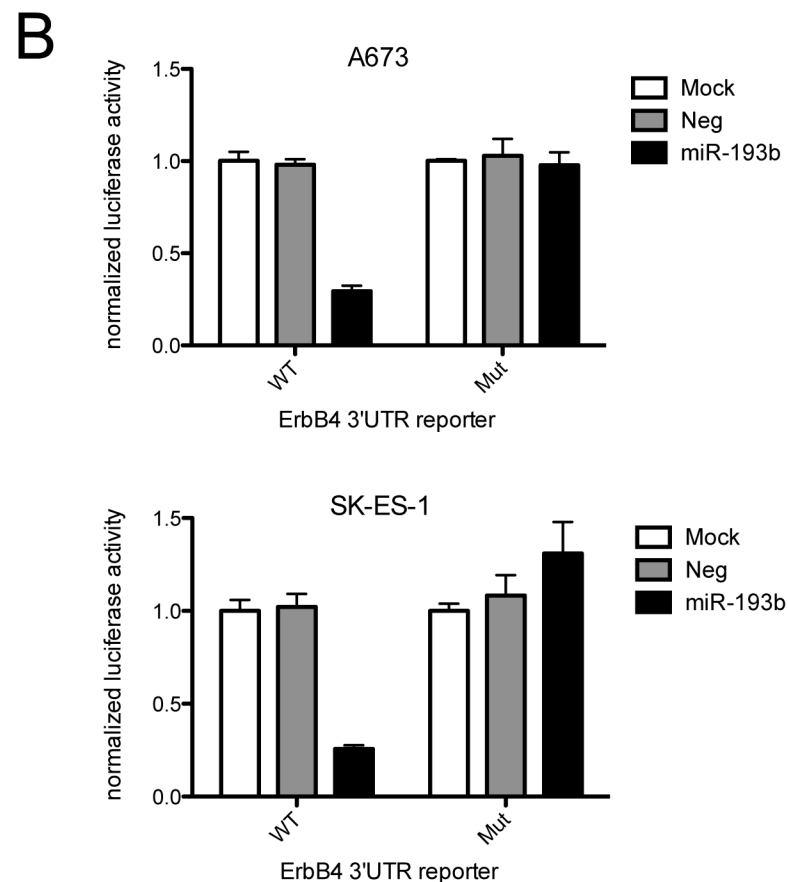 B
A673
normalized luciferase activity
1.5
1.0
0.5
0.0
WT
Mut
ErbB4 3'UTR reporter
Mock
Neg
miR-193b
SK-ES-1
normalized luciferase activity
1.5
1.0
0.5
0.0
WT
Mut
ErbB4 3'UTR reporter
Mock
Neg
miR-193b